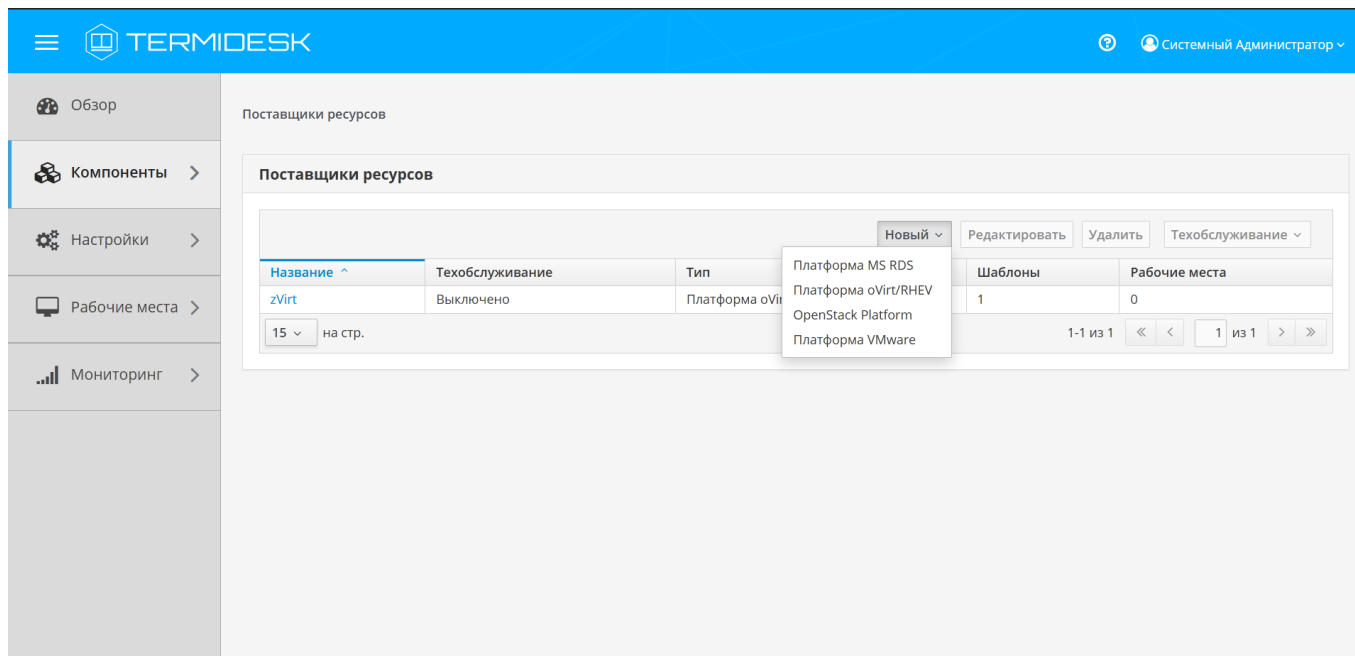 TERMIDESK
Системный Администратор
Обзор
Поставщики ресурсов
Компоненты
Поставщики ресурсов
Настройки
Новый
Редактировать
Удалить
Техобслуживание
Название
Техобслуживание
Тип
Шаблоны
Рабочие места
Платформа MS RDS
Платформа oVirt/RHEV
OpenStack Platform
Платформа VMware
zVirt
Выключено
Платформа
1
0
Рабочие места
15
на стр.
1-1 из 1
1 из 1
Мониторинг